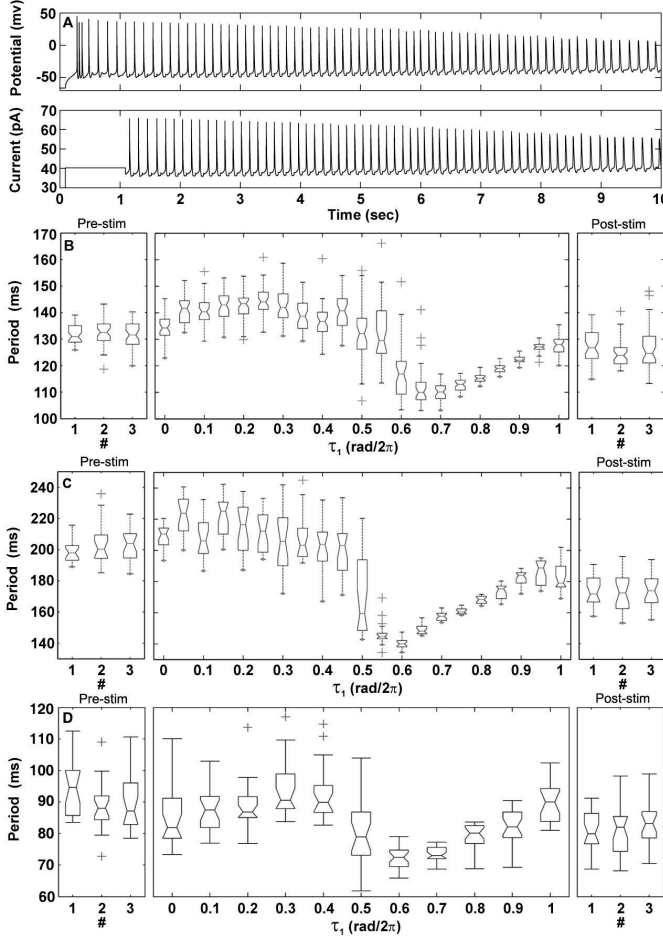 A
Potential (mv)
50
0
-50
Current (pA)
70
60
50
40
30
0 1 2 3 4 5 6 7 8 9 10
Time (sec)
Pre-stim
Post-stim
B
Period (ms)
170
160
150
140
130
120
110
100
1 2 3
#
0 0.1 0.2 0.3 0.4 0.5 0.6 0.7 0.8 0.9 1
τ1 (rad/2π)
1 2 3
#
Pre-stim
Post-stim
C
Period (ms)
240
220
200
180
160
140
1 2 3
#
0 0.1 0.2 0.3 0.4 0.5 0.6 0.7 0.8 0.9 1
τ1 (rad/2π)
1 2 3
#
Pre-stim
Post-stim
D
Period (ms)
120
110
100
90
80
70
60
1 2 3
#
0 0.1 0.2 0.3 0.4 0.5 0.6 0.7 0.8 0.9 1
τ1 (rad/2π)
1 2 3
#